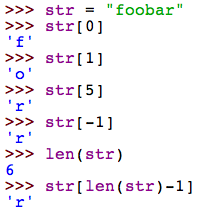 >>> str = "foobar"
>>> str[0]
'f'
>>> str[1]
'o'
>>> str[5]
'r'
>>> str[-1]
'r'
>>> len(str)
6
>>> str[len(str)-1]
'r'